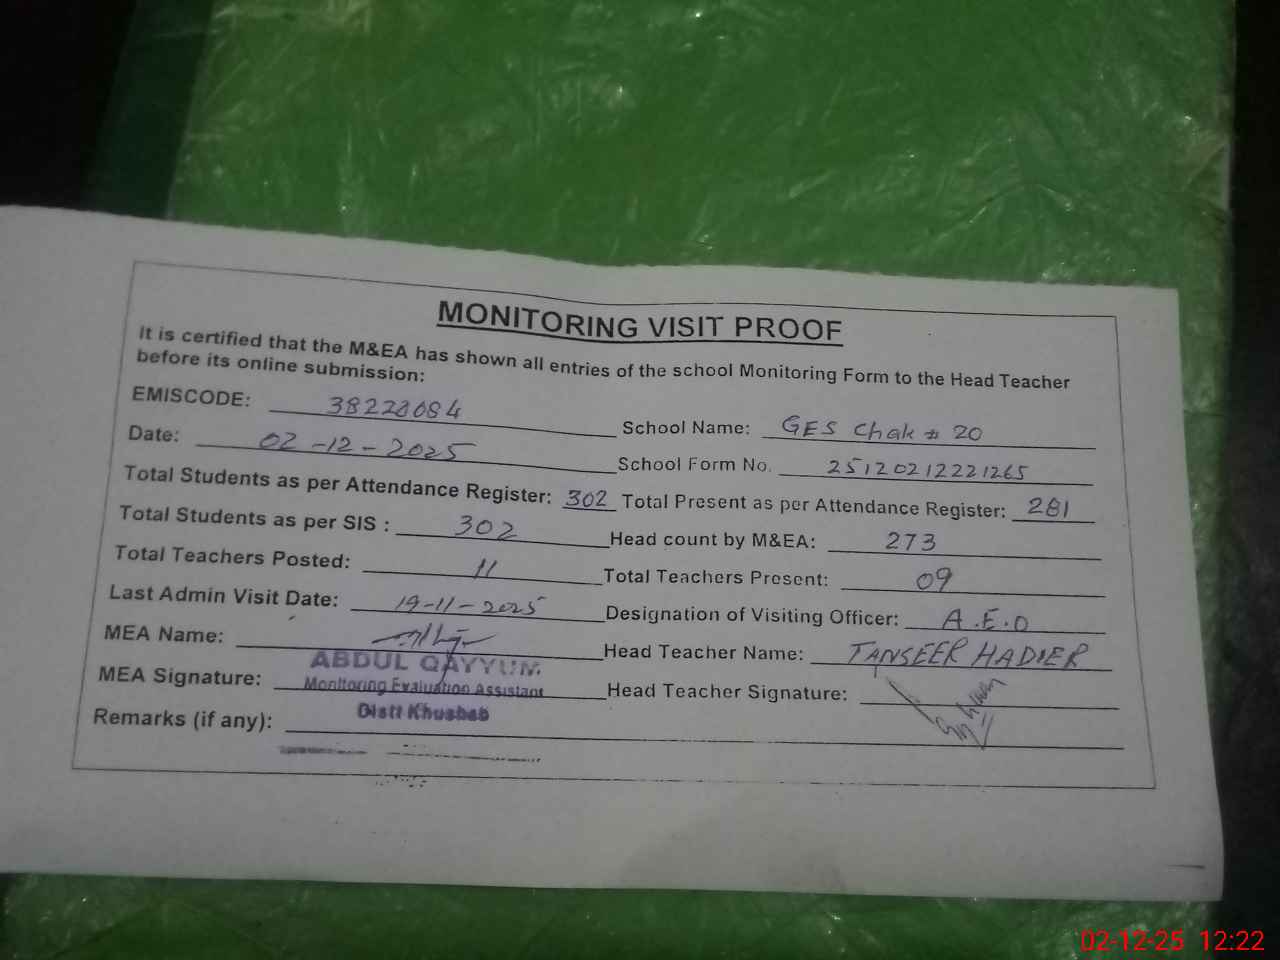 MONITORING VISIT PROOF
It is certified that the M&EA has shown all entries of the school Monitoring Form to the Head Teacher
before its online submission:
EMISCODE: 38220084 School Name: GES Chak # 20
Date: 02-12-2025 School Form No. 25120212221265
Total Students as per Attendance Register: 302 Total Present as per Attendance Register: 281
Total Students as per SIS : 302 Head count by M&EA: 273
Total Teachers Posted: 11 Total Teachers Present: 09
Last Admin Visit Date: 19-11-2025 Designation of Visiting Officer: A.E.O
MEA Name: Head Teacher Name: TANSEER HADIER
ABDUL QAYYUM
MEA Signature: Monitoring Evaluation Assistant Head Teacher Signature:
Distt Khushab
Remarks (if any):
02-12-25 12:22